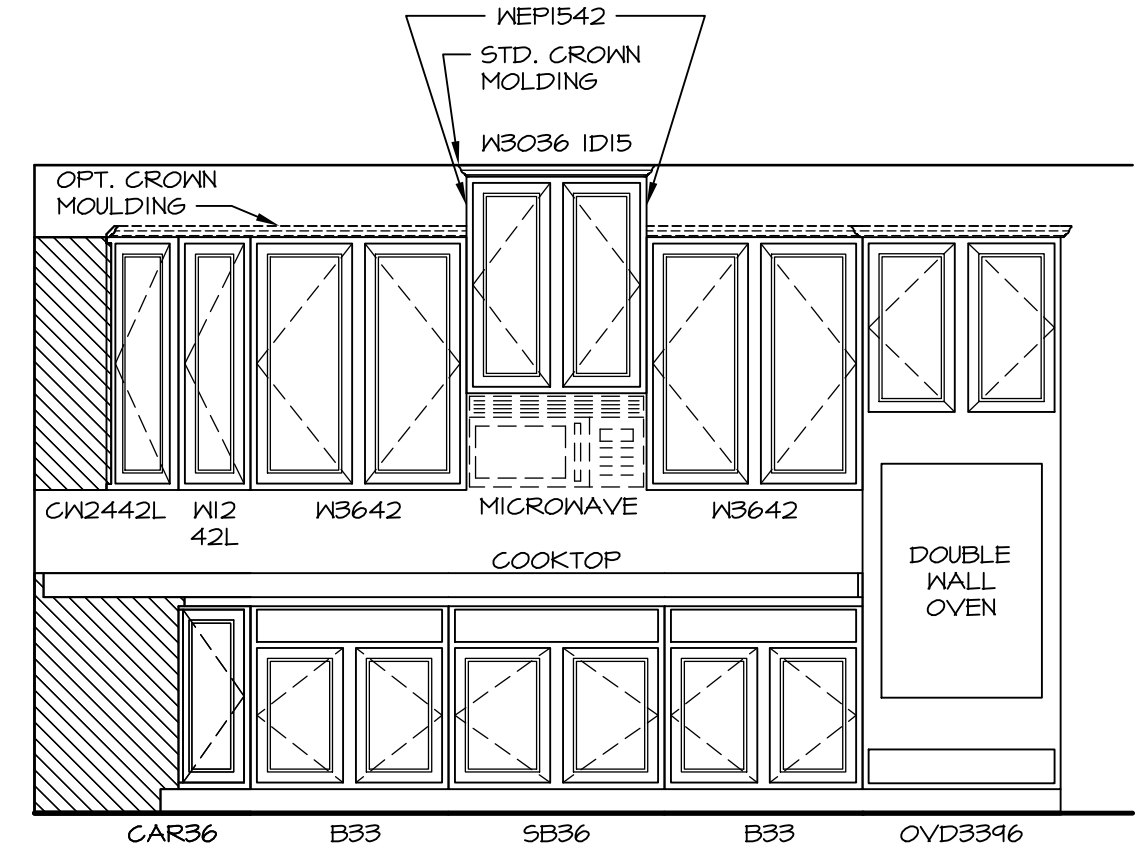 WEP1542
STD. CROWN
MOLDING
W3036 1D15
OPT. CROWN
MOULDING
CW2442L
W12
42L
W3642
MICROWAVE
W3642
COOKTOP
DOUBLE
WALL
OVEN
CAR36
B33
SB36
B33
OVD3396